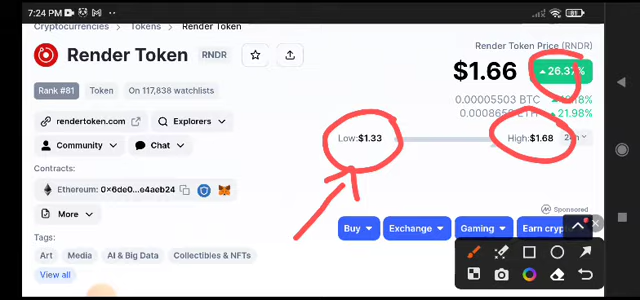 7:24 PM
81
Cryptocurrencies > Tokens > Render Token
Render Token RNDR
Render Token Price (RNDR)
$1.66 26.37%
Rank #81 Token On 117,838 watchlists
0.00005503 BTC
ETH 21.98%
rendertoken.com Explorers
Low:$1.33 High:$1.68 24h
Community Chat
Contracts:
Ethereum: 0x6de0...e4aeb24
More
Sponsored
Buy Exchange Gaming Earn
Tags:
Art Media AI & Big Data Collectibles & NFTs
View all